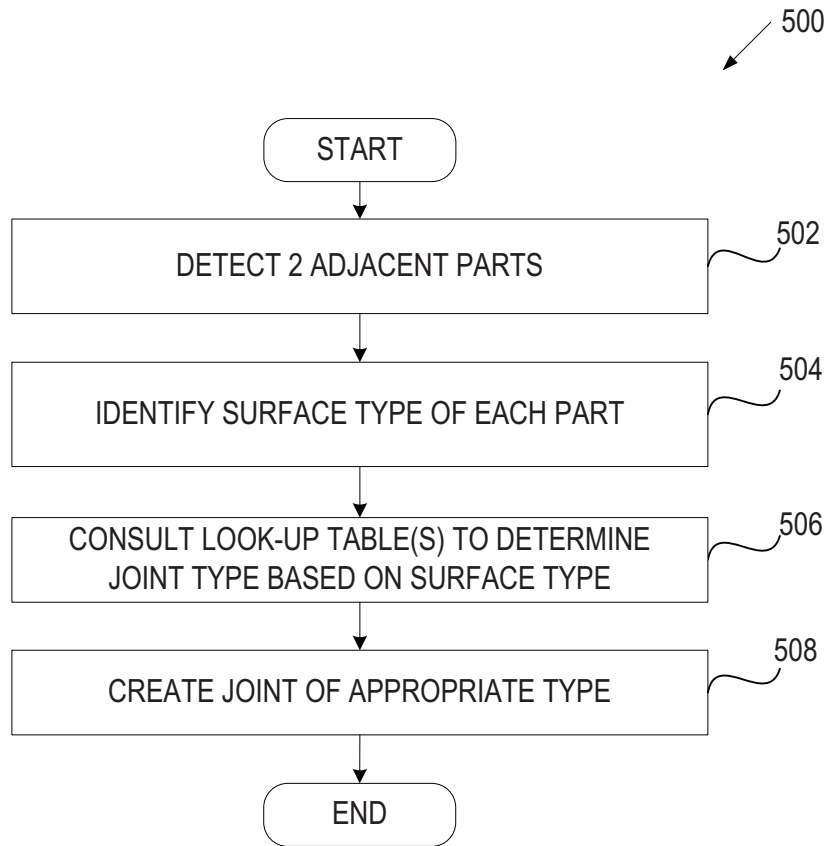 500
START
DETECT 2 ADJACENT PARTS
502
IDENTIFY SURFACE TYPE OF EACH PART
504
CONSULT LOOK-UP TABLE(S) TO DETERMINE
JOINT TYPE BASED ON SURFACE TYPE
506
CREATE JOINT OF APPROPRIATE TYPE
508
END